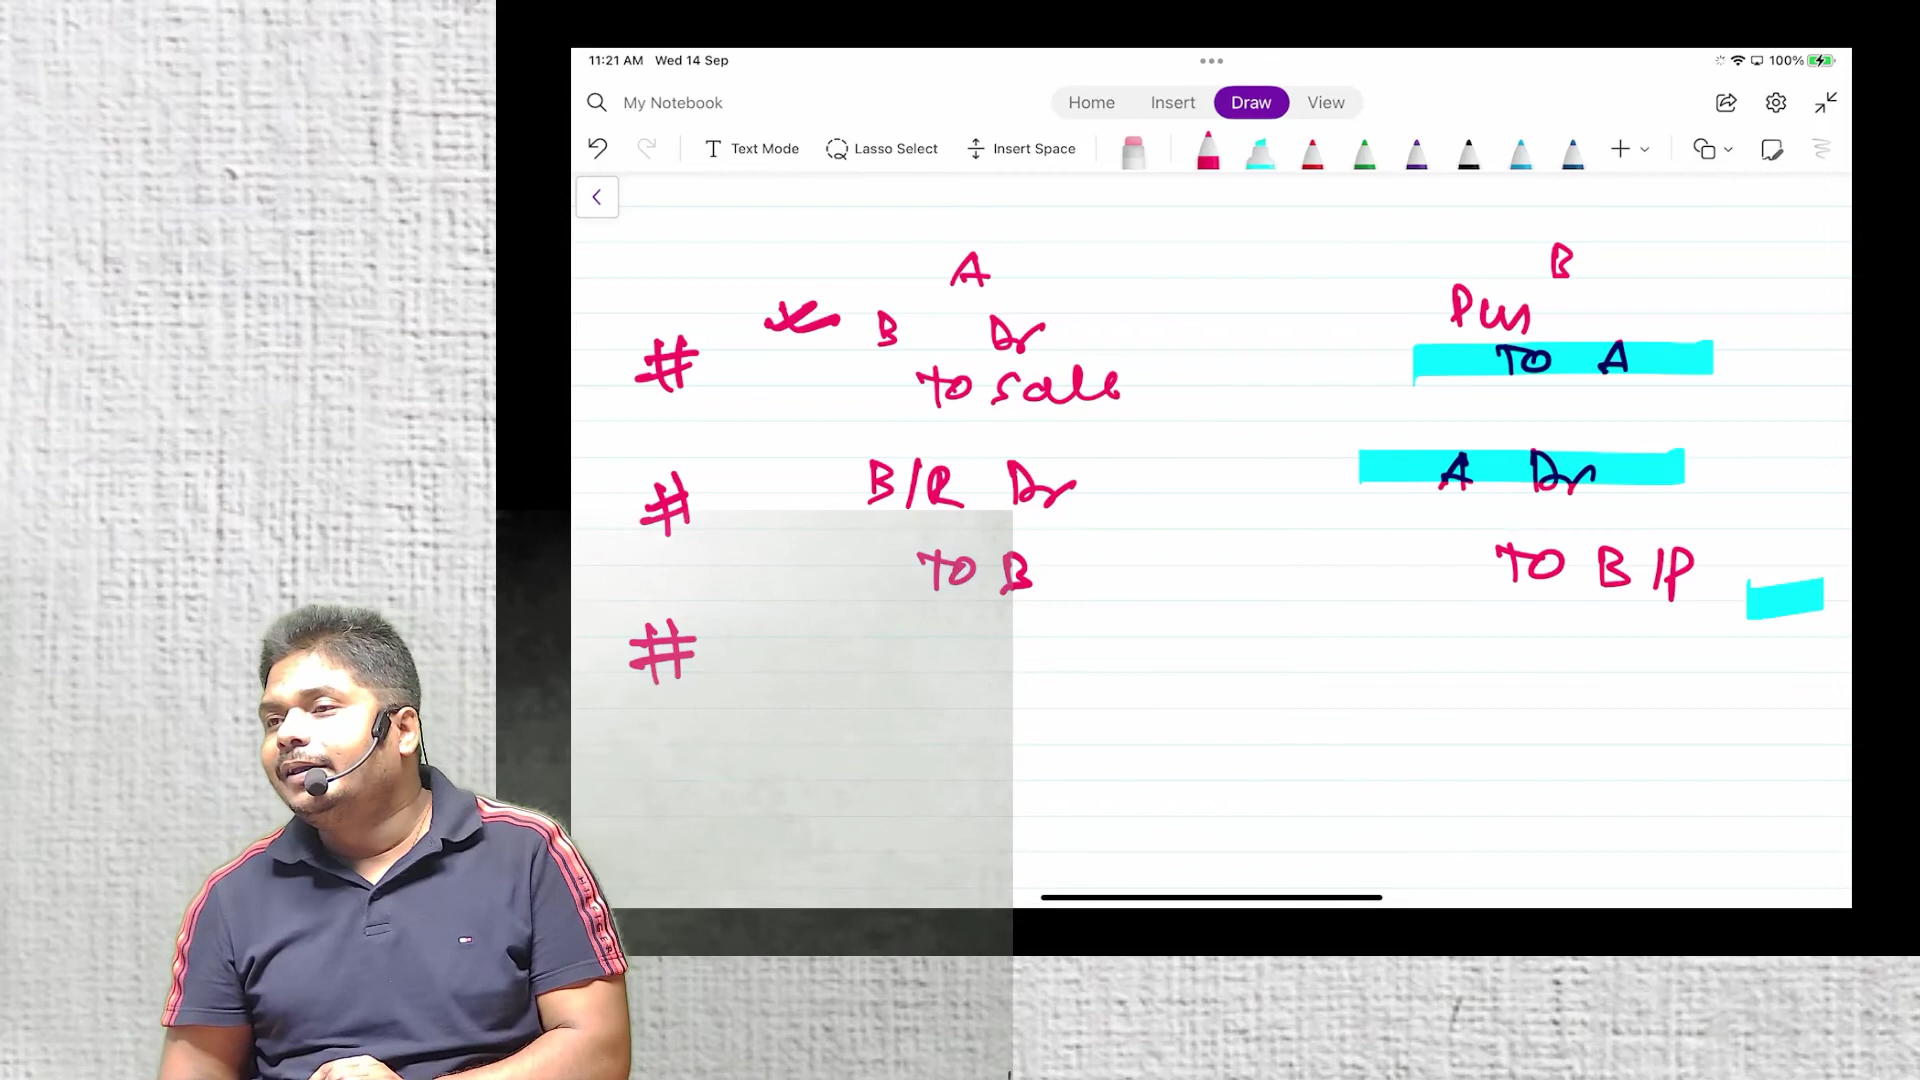 11:21 AM Wed 14 Sep
100%
My Notebook
Home Insert Draw View
Text Mode Lasso Select Insert Space
A
B
B Dr
Pur
To Sale
To A
B/R Dr
A Dr
To B
To B/P
#
#
#
HILFIGER